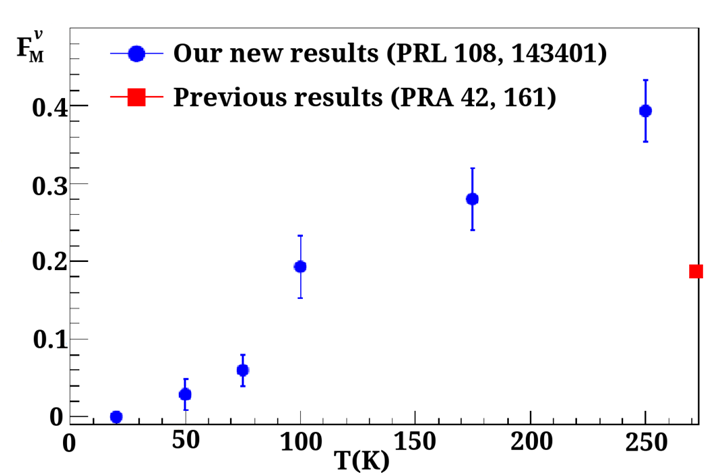 F_M^ν
Our new results (PRL 108, 143401)
Previous results (PRA 42, 161)
0.4
0.3
0.2
0.1
0
0 50 100 150 200 250
T(K)